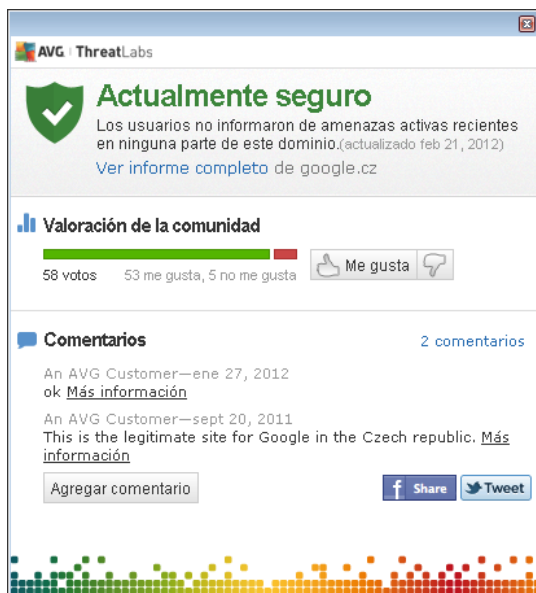 AVG | ThreatLabs
Actualmente seguro
Los usuarios no informaron de amenazas activas recientes
en ninguna parte de este dominio.(actualizado feb 21, 2012)
Ver informe completo de google.cz
Valoración de la comunidad
58 votos 53 me gusta, 5 no me gusta
Me gusta
Comentarios 2 comentarios
An AVG Customer—ene 27, 2012
ok Más información
An AVG Customer—sept 20, 2011
This is the legitimate site for Google in the Czech republic. Más
información
Agregar comentario f Share Tweet